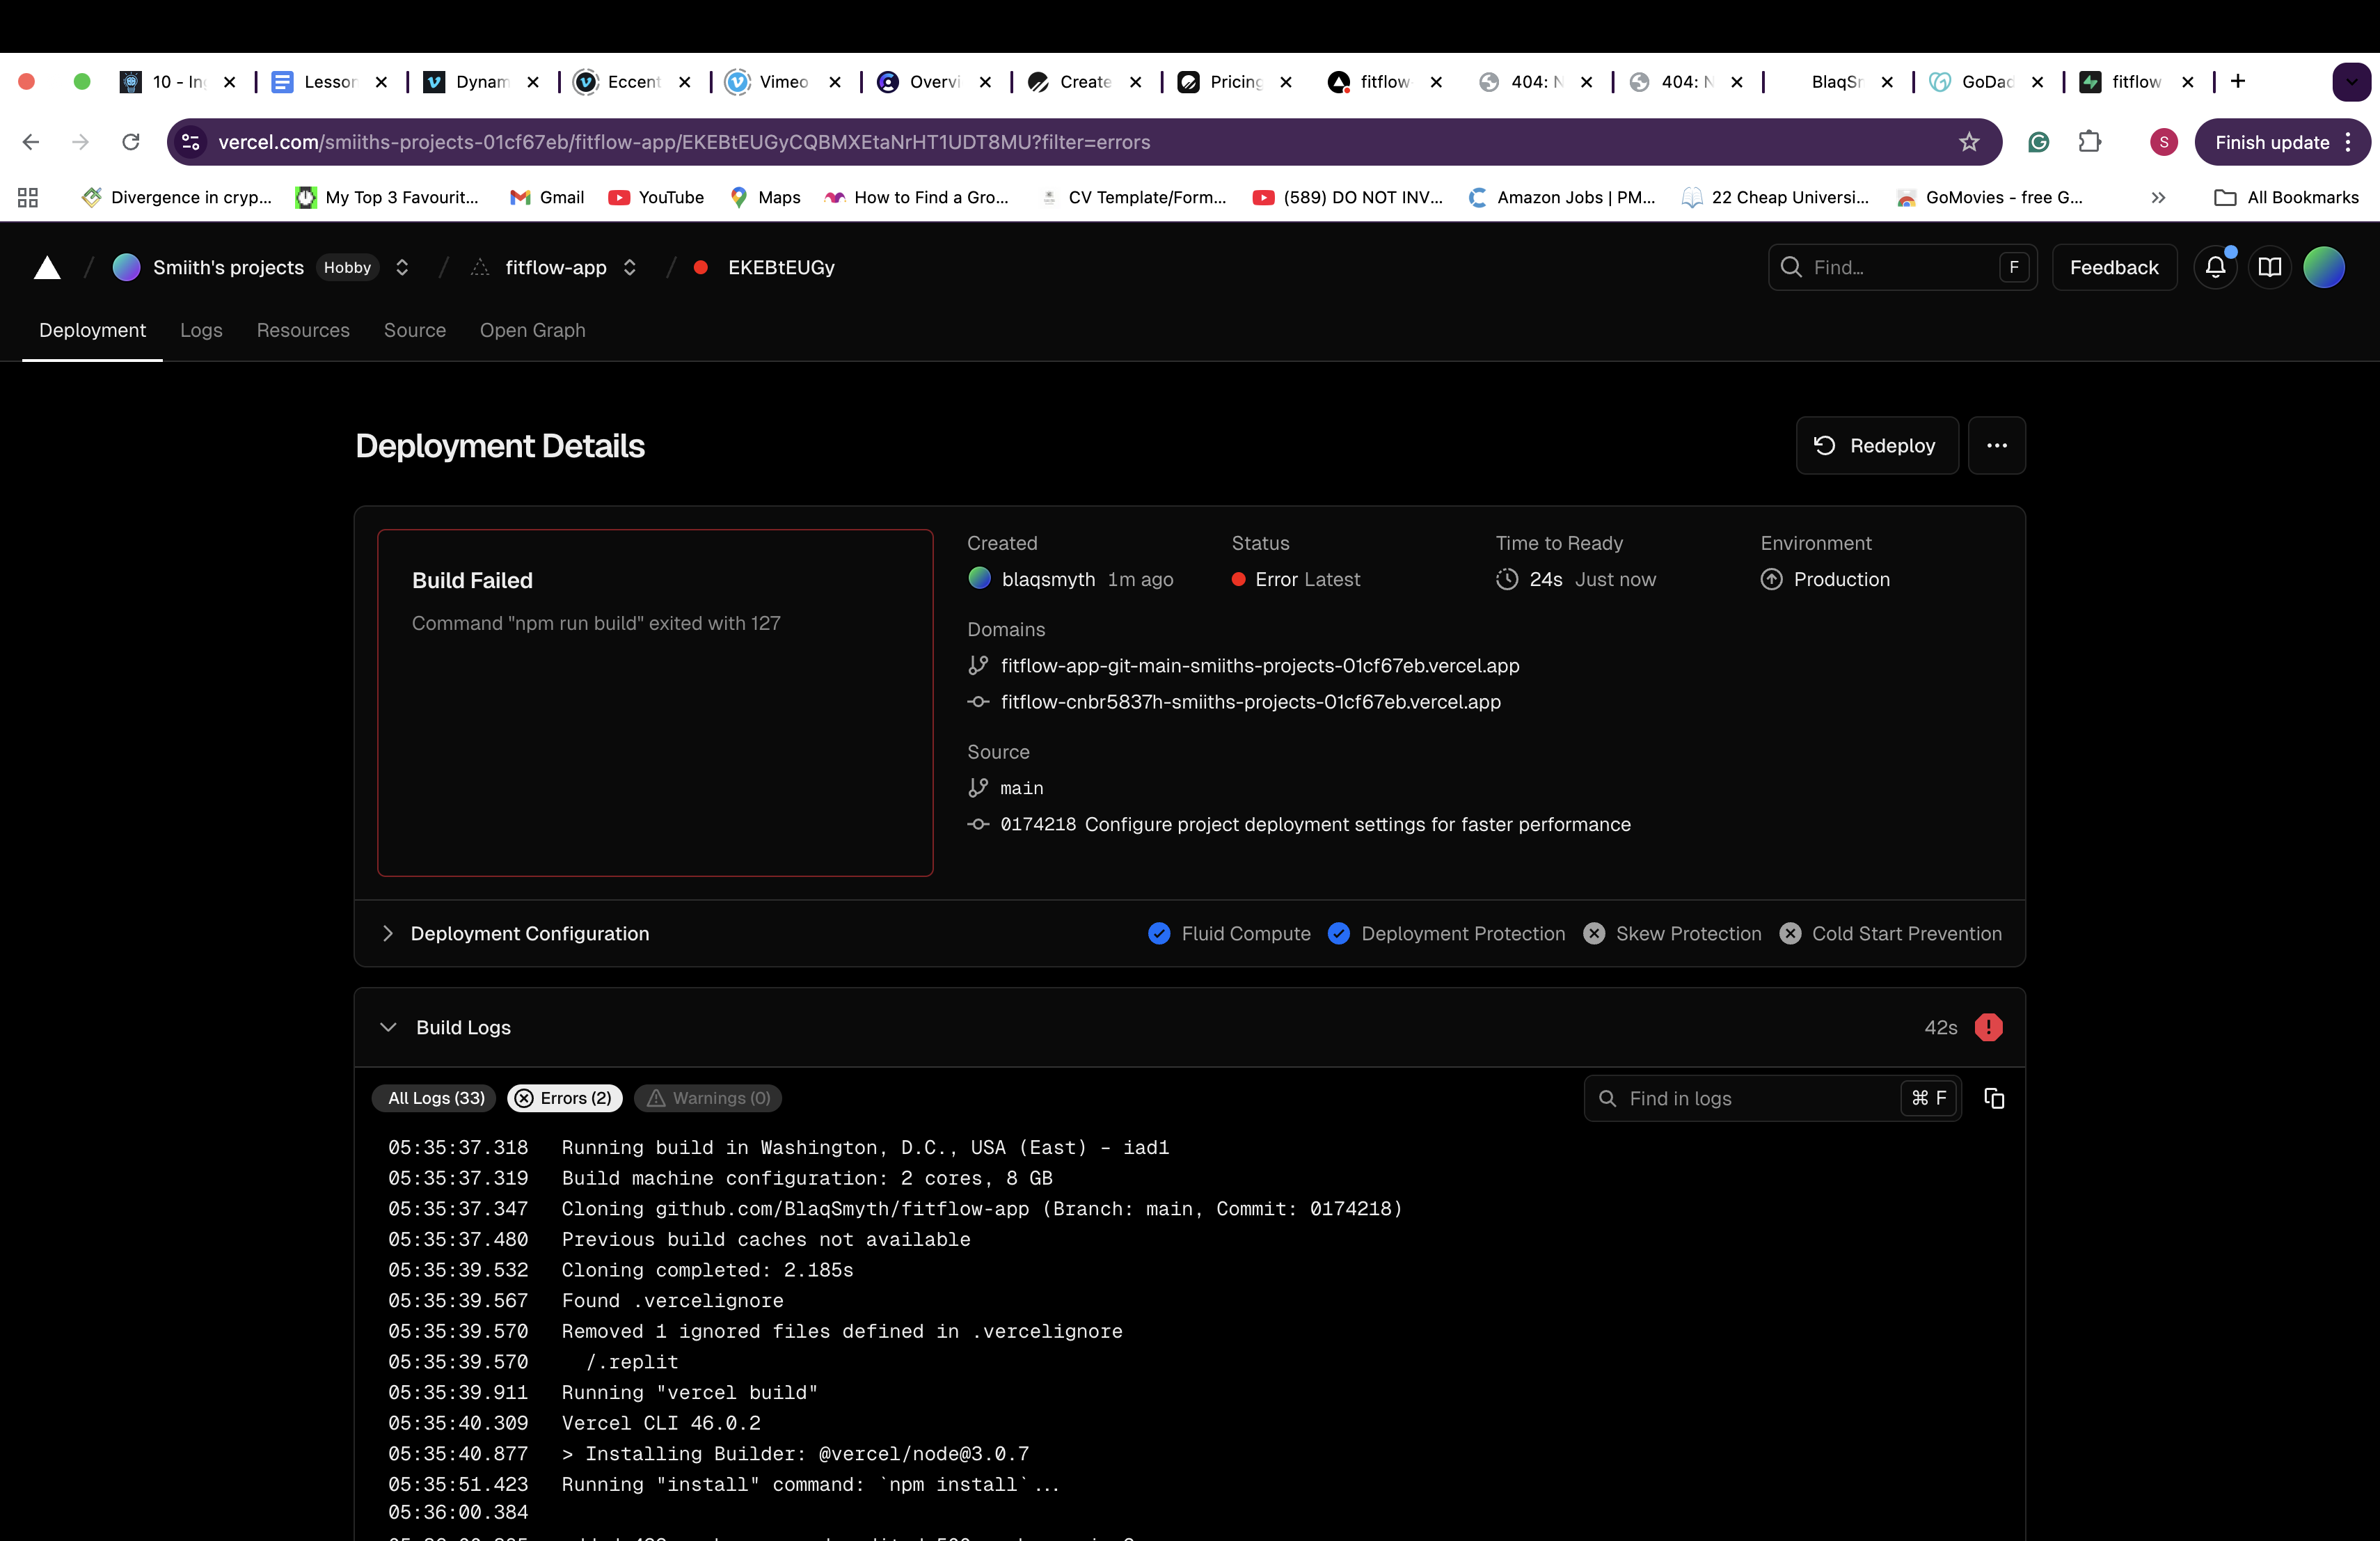 10 - In
Lesson
Dynam
Eccent
Vimeo
Overvi
Create
Pricing
fitflow
404: N
404: N
BlaqSr
GoDad
fitflow
vercel.com/smiiths-projects-01cf67eb/fitflow-app/EKEBtEUGyCQBMXEtaNrHT1UDT8MU?filter=errors
S
Finish update
Divergence in cryp...
My Top 3 Favourit...
Gmail
YouTube
Maps
How to Find a Gro...
CV Template/Form...
(589) DO NOT INV...
Amazon Jobs | PM...
22 Cheap Universi...
GoMovies - free G...
All Bookmarks
Smiith's projects Hobby / fitflow-app / EKEBtEUGy
Find... F
Feedback
Deployment Logs Resources Source Open Graph
Deployment Details
Redeploy
Build Failed
Command "npm run build" exited with 127
Created Status Time to Ready Environment
blaqsmyth 1m ago Error Latest 24s Just now Production
Domains
fitflow-app-git-main-smiiths-projects-01cf67eb.vercel.app
fitflow-cnbr5837h-smiiths-projects-01cf67eb.vercel.app
Source
main
0174218 Configure project deployment settings for faster performance
Deployment Configuration
Fluid Compute Deployment Protection Skew Protection Cold Start Prevention
Build Logs 42s
All Logs (33) Errors (2) Warnings (0)
Find in logs ⌘ F
05:35:37.318 Running build in Washington, D.C., USA (East) – iad1
05:35:37.319 Build machine configuration: 2 cores, 8 GB
05:35:37.347 Cloning github.com/BlaqSmyth/fitflow-app (Branch: main, Commit: 0174218)
05:35:37.480 Previous build caches not available
05:35:39.532 Cloning completed: 2.185s
05:35:39.567 Found .vercelignore
05:35:39.570 Removed 1 ignored files defined in .vercelignore
05:35:39.570 /.replit
05:35:39.911 Running "vercel build"
05:35:40.309 Vercel CLI 46.0.2
05:35:40.877 > Installing Builder: @vercel/node@3.0.7
05:35:51.423 Running "install" command: `npm install`...
05:36:00.384